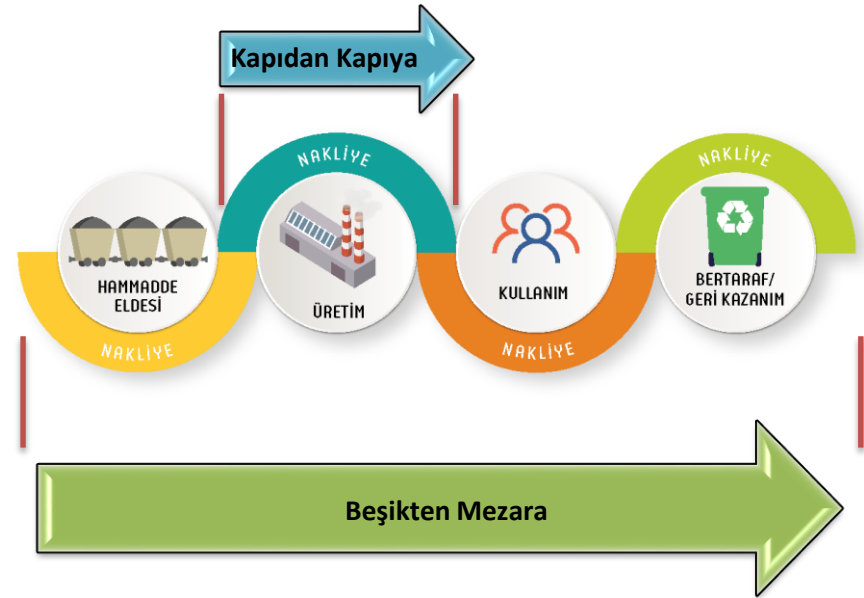 Kapıdan Kapıya
NAKLİYE
NAKLİYE
HAMMADDE
ELDESİ
ÜRETİM
KULLANIM
BERTARAF/
GERİ KAZANIM
NAKLİYE
NAKLİYE
Beşikten Mezara